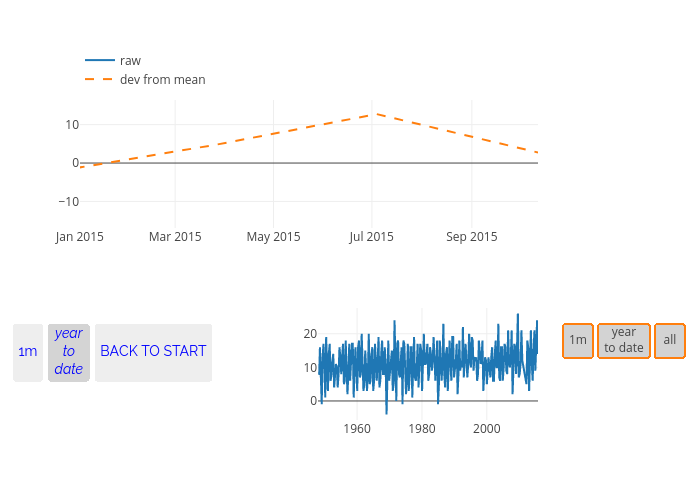 raw
dev from mean
10
0
−10
Jan 2015 Mar 2015 May 2015 Jul 2015 Sep 2015
1m
year
to
date
BACK TO START
20
10
0
1960 1980 2000
1m
year
to date
all